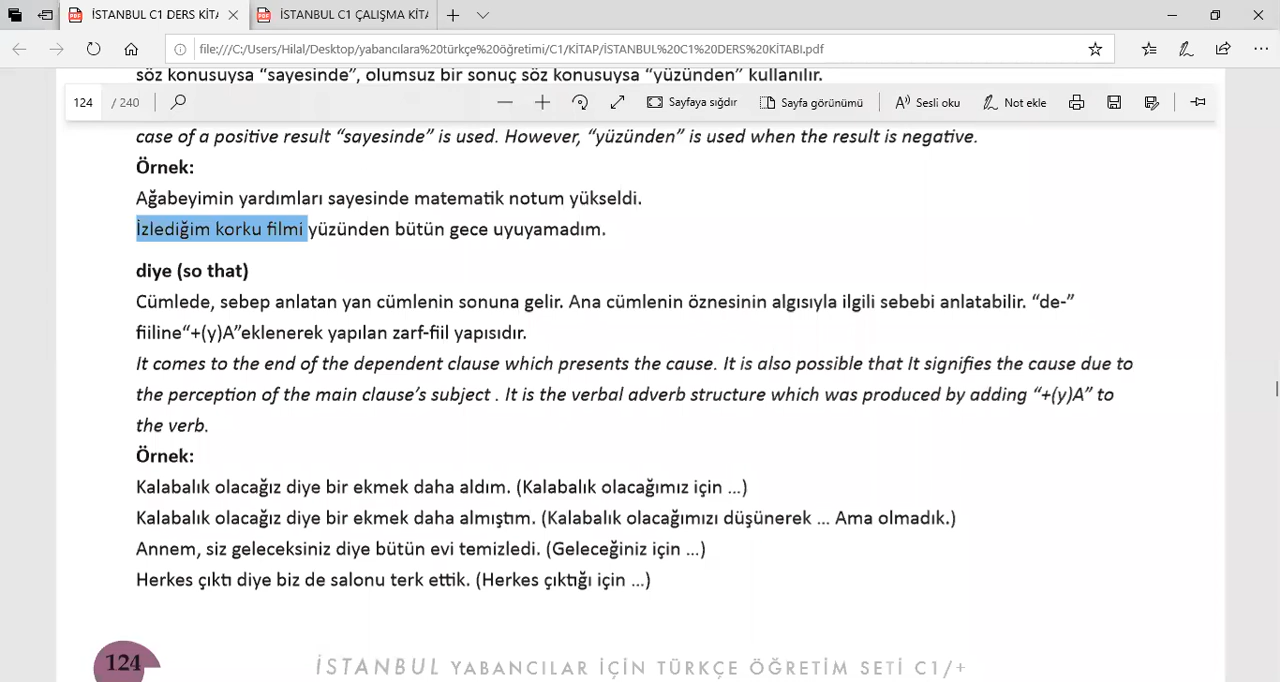 İSTANBUL C1 DERS KİTA
İSTANBUL C1 ÇALIŞMA KİTA
file:///C:/Users/Hilal/Desktop/yabancılara%20türkçe%20öğretimi/C1/KİTAP/İSTANBUL%20C1%20DERS%20KİTABI.pdf
söz konusuysa “sayesinde”, olumsuz bir sonuç söz konusuysa “yüzünden” kullanılır.
124 / 240 Sayfaya sığdır Sayfa görünümü Sesli oku Not ekle
case of a positive result “sayesinde” is used. However, “yüzünden” is used when the result is negative.
Örnek:
Ağabeyimin yardımları sayesinde matematik notum yükseldi.
İzlediğim korku filmi yüzünden bütün gece uyuyamadım.
diye (so that)
Cümlede, sebep anlatan yan cümlenin sonuna gelir. Ana cümlenin öznesinin algısıyla ilgili sebebi anlatabilir. “de-”
fiiline“+(y)A”eklenerek yapılan zarf-fiil yapısıdır.
It comes to the end of the dependent clause which presents the cause. It is also possible that It signifies the cause due to
the perception of the main clause’s subject . It is the verbal adverb structure which was produced by adding “+(y)A” to
the verb.
Örnek:
Kalabalık olacağız diye bir ekmek daha aldım. (Kalabalık olacağımız için ...)
Kalabalık olacağız diye bir ekmek daha almıştım. (Kalabalık olacağımızı düşünerek ... Ama olmadık.)
Annem, siz geleceksiniz diye bütün evi temizledi. (Geleceğiniz için ...)
Herkes çıktı diye biz de salonu terk ettik. (Herkes çıktığı için ...)
124
İSTANBUL YABANCILAR İÇİN TÜRKÇE ÖĞRETİM SETİ C1/+